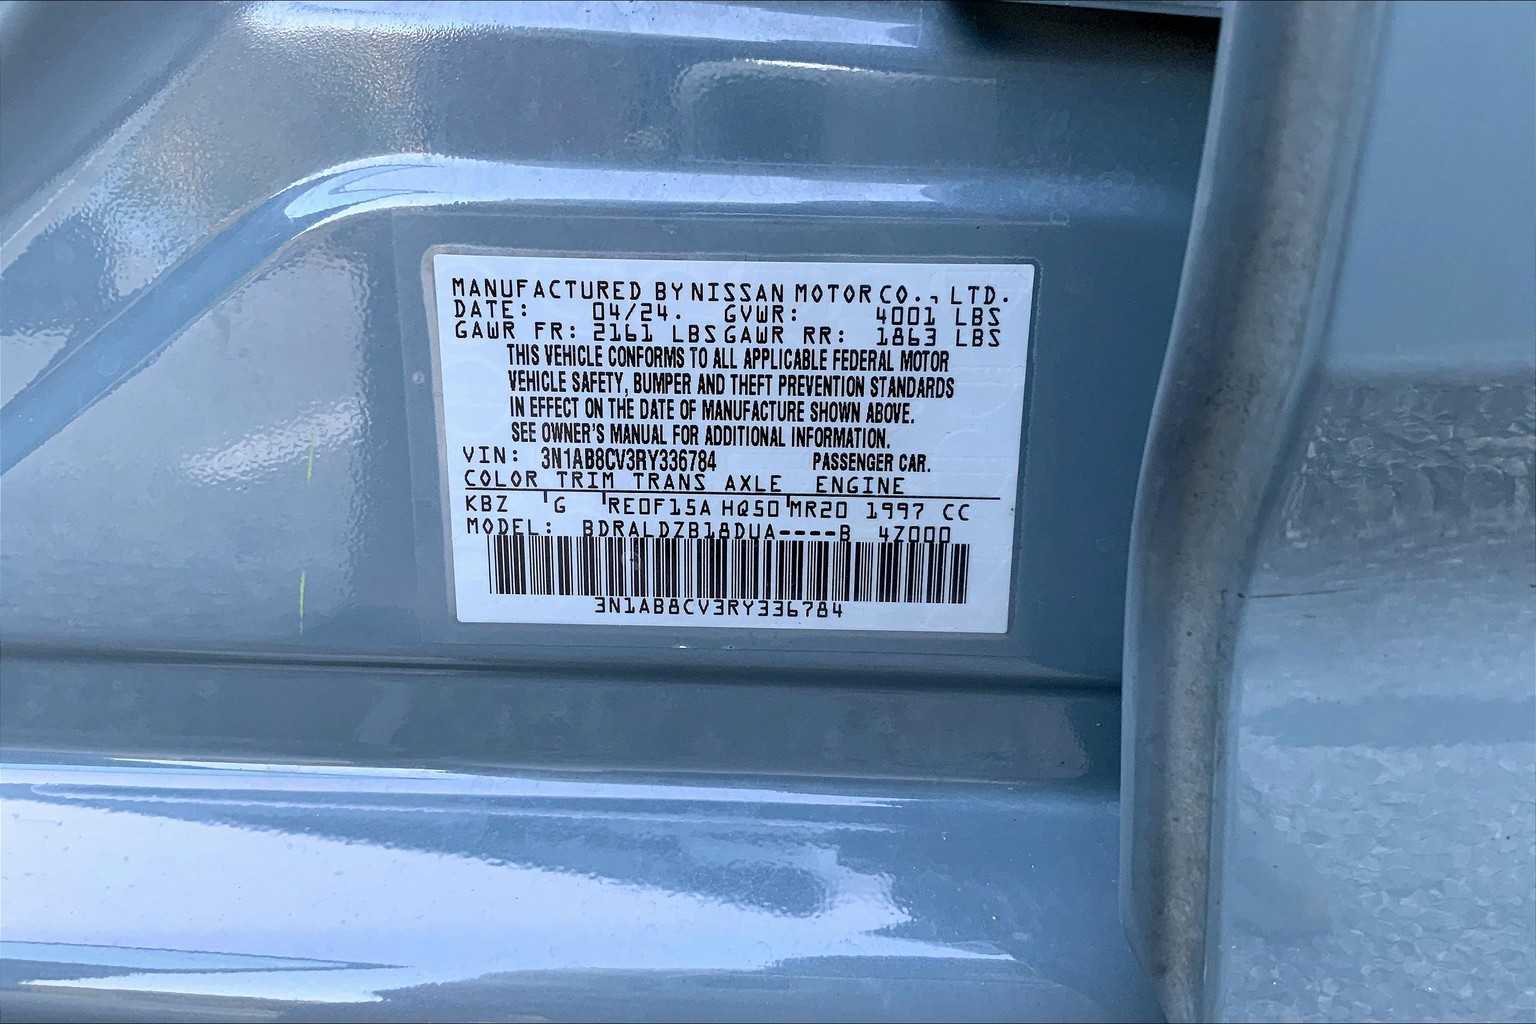 MANUFACTURED BY NISSAN MOTOR CO., LTD.
DATE: 04/24. GVWR: 4001 LBS
GAWR FR: 2161 LBS GAWR RR: 1863 LBS
THIS VEHICLE CONFORMS TO ALL APPLICABLE FEDERAL MOTOR
VEHICLE SAFETY, BUMPER AND THEFT PREVENTION STANDARDS
IN EFFECT ON THE DATE OF MANUFACTURE SHOWN ABOVE.
SEE OWNER'S MANUAL FOR ADDITIONAL INFORMATION.
VIN: 3N1AB8CV3RY336784 PASSENGER CAR.
COLOR TRIM TRANS AXLE ENGINE
KBZ G RE0F15A HQ50 MR20 1997 CC
MODEL: BDRALDZB18DUA----B 4Z000
3N1AB8CV3RY336784